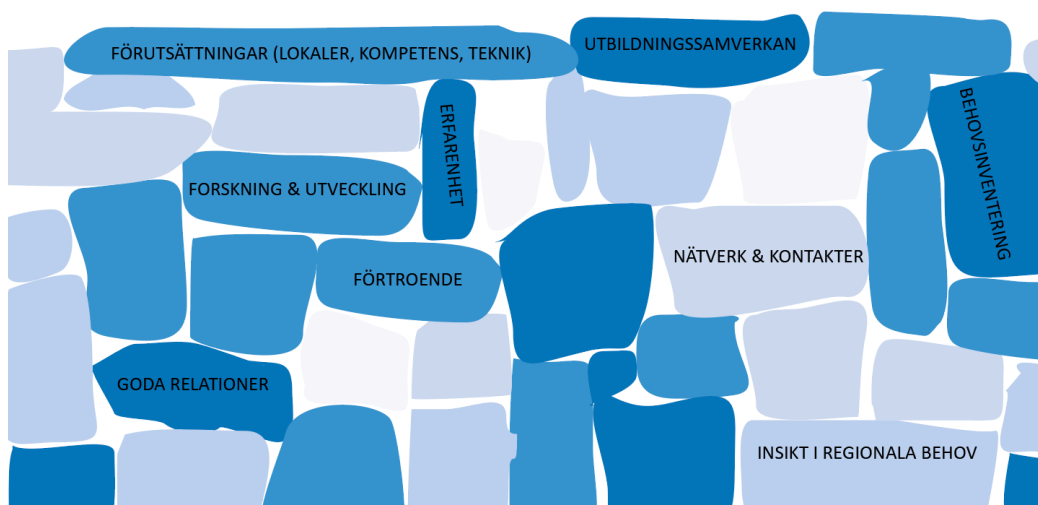 FÖRUTSÄTTNINGAR (LOKALER, KOMPETENS, TEKNIK)
UTBILDNINGSSAMVERKAN
ERFARENHET
BEHOVSINVENTERING
FORSKNING & UTVECKLING
NÄTVERK & KONTAKTER
FÖRTROENDE
GODA RELATIONER
INSIKT I REGIONALA BEHOV